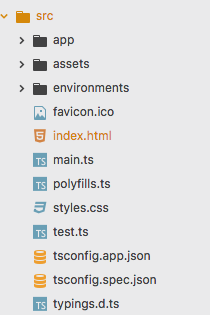 src
app
assets
environments
favicon.ico
index.html
main.ts
polyfills.ts
styles.css
test.ts
tsconfig.app.json
tsconfig.spec.json
typings.d.ts